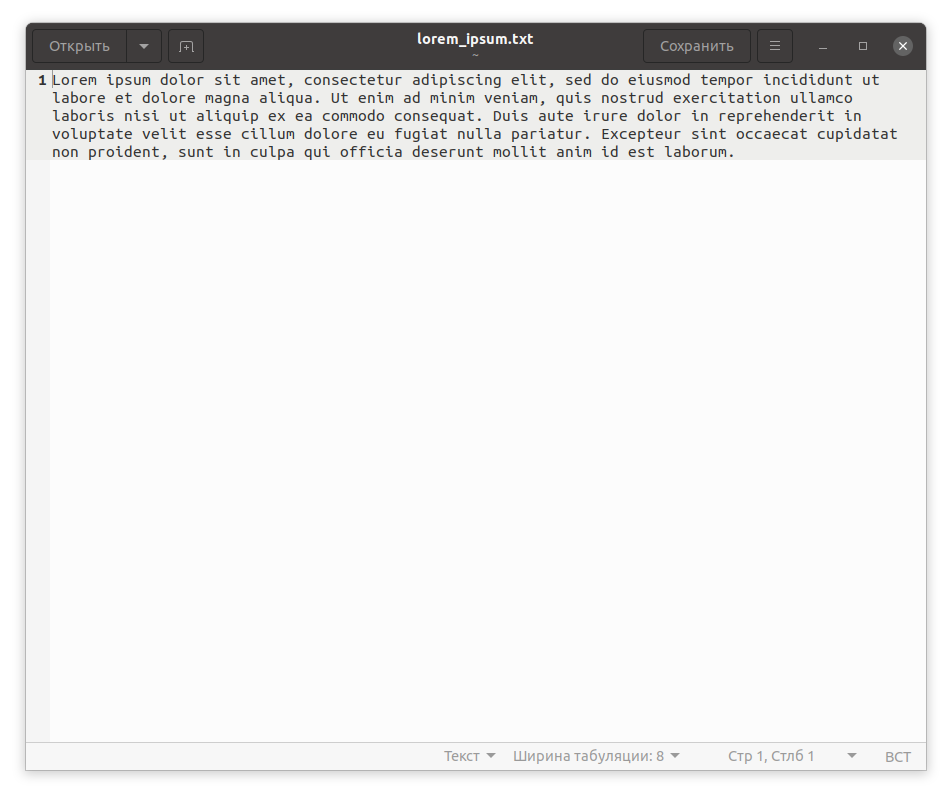 Открыть
lorem_ipsum.txt
~
Сохранить
1 Lorem ipsum dolor sit amet, consectetur adipiscing elit, sed do eiusmod tempor incididunt ut
labore et dolore magna aliqua. Ut enim ad minim veniam, quis nostrud exercitation ullamco
laboris nisi ut aliquip ex ea commodo consequat. Duis aute irure dolor in reprehenderit in
voluptate velit esse cillum dolore eu fugiat nulla pariatur. Excepteur sint occaecat cupidatat
non proident, sunt in culpa qui officia deserunt mollit anim id est laborum.
Текст Ширина табуляции: 8 Стр 1, Стлб 1 ВСТ